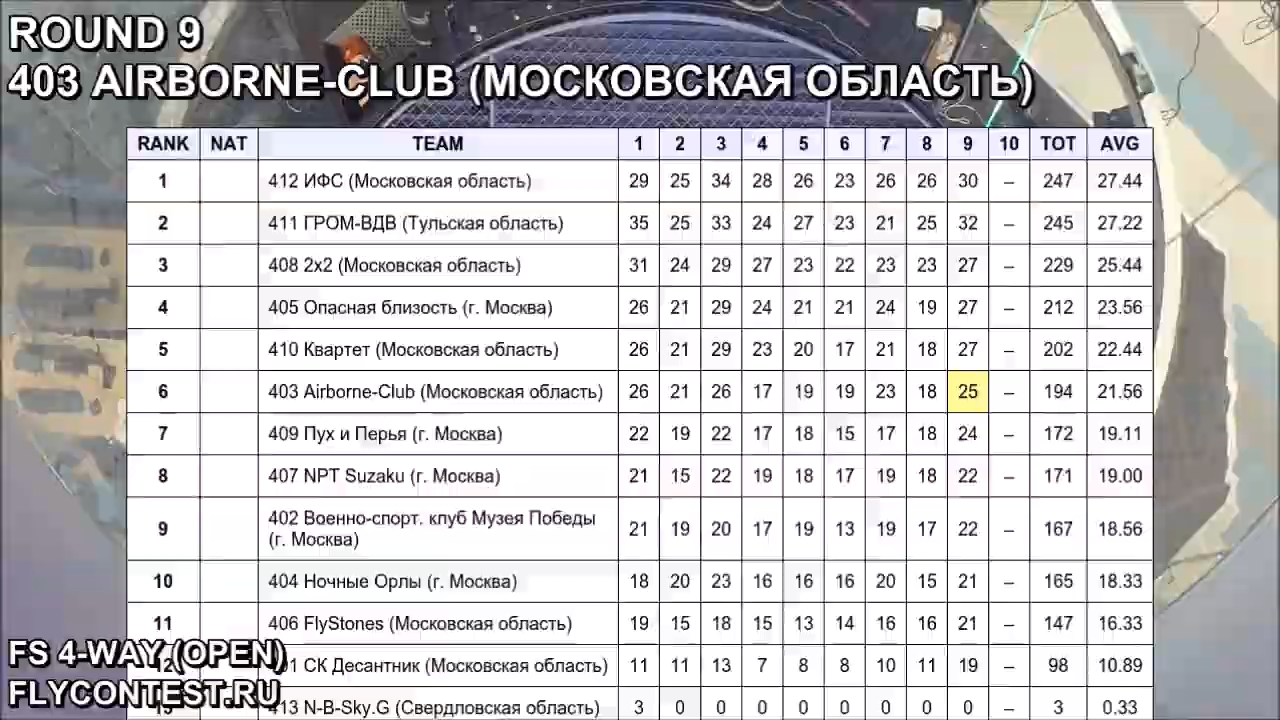 ROUND 9
403 AIRBORNE-CLUB (МОСКОВСКАЯ ОБЛАСТЬ)
RANK NAT TEAM 1 2 3 4 5 6 7 8 9 10 TOT AVG
1 412 ИФС (Московская область) 29 25 34 28 26 23 26 26 30 – 247 27.44
2 411 ГРОМ-ВДВ (Тульская область) 35 25 33 24 27 23 21 25 32 – 245 27.22
3 408 2x2 (Московская область) 31 24 29 27 23 22 23 23 27 – 229 25.44
4 405 Опасная близость (г. Москва) 26 21 29 24 21 21 24 19 27 – 212 23.56
5 410 Квартет (Московская область) 26 21 29 23 20 17 21 18 27 – 202 22.44
6 403 Airborne-Club (Московская область) 26 21 26 17 19 19 23 18 25 – 194 21.56
7 409 Пух и Перья (г. Москва) 22 19 22 17 18 15 17 18 24 – 172 19.11
8 407 NPT Suzaku (г. Москва) 21 15 22 19 18 17 19 18 22 – 171 19.00
9 402 Военно-спорт. клуб Музея Победы 21 19 20 17 19 13 19 17 22 – 167 18.56
(г. Москва)
10 404 Ночные Орлы (г. Москва) 18 20 23 16 16 16 20 15 21 – 165 18.33
11 406 FlyStones (Московская область) 19 15 18 15 13 14 16 16 21 – 147 16.33
СК Десантник (Московская область) 11 11 13 7 8 8 10 11 19 – 98 10.89
413 N-B-Sky.G (Свердловская область) 3 0 0 0 0 0 0 0 0 – 3 0.33
FS 4-WAY (OPEN)
FLYCONTEST.RU